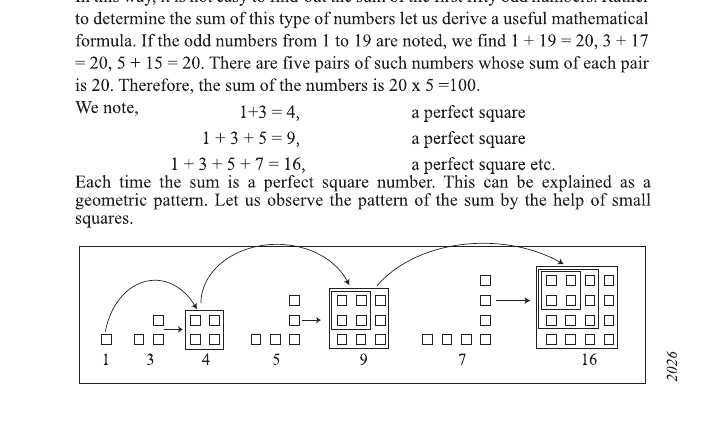 to determine the sum of this type of numbers let us derive a useful mathematical
formula. If the odd numbers from 1 to 19 are noted, we find 1 + 19 = 20, 3 + 17
= 20, 5 + 15 = 20. There are five pairs of such numbers whose sum of each pair
is 20. Therefore, the sum of the numbers is 20 x 5 =100.
We note, 1+3 = 4, a perfect square
1 + 3 + 5 = 9, a perfect square
1 + 3 + 5 + 7 = 16, a perfect square etc.
Each time the sum is a perfect square number. This can be explained as a
geometric pattern. Let us observe the pattern of the sum by the help of small
squares.
1 3 4 5 9 7 16
2026